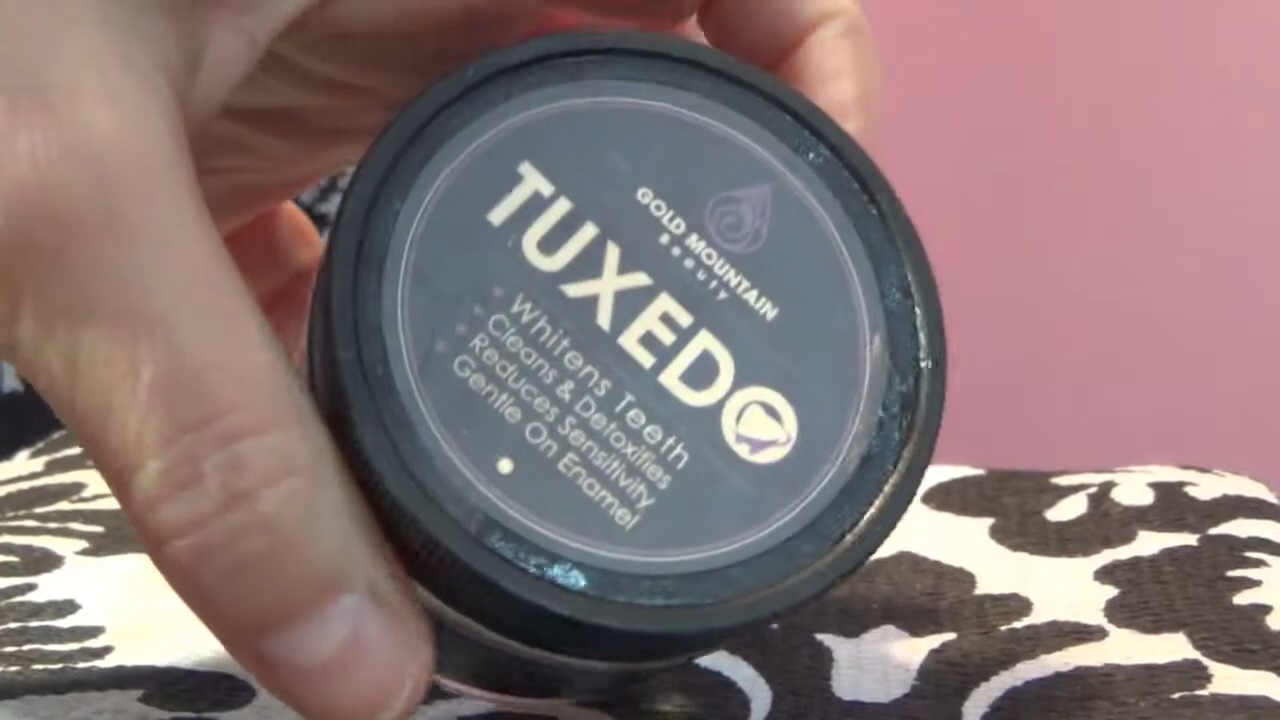 GOLD MOUNTAIN
Beauty
TUXEDO
Whitens Teeth
Cleans & Detoxifies
Reduces Sensitivity
Gentle On Enamel